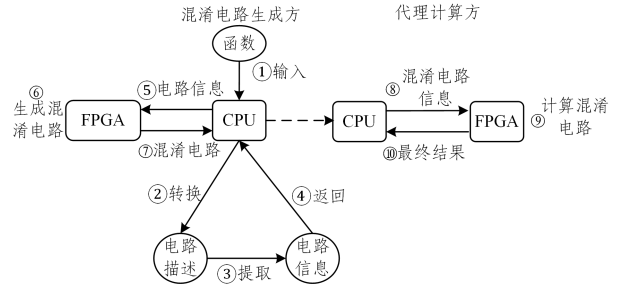 混淆电路生成方
代理计算方
函数
①输入
⑥
生成混
淆电路
FPGA
⑤电路信息
CPU
⑦混淆电路
CPU
⑧
混淆电路
信息
FPGA
⑨
计算混淆
电路
⑩最终结果
②转换
④返回
电路
描述
③提取
电路
信息